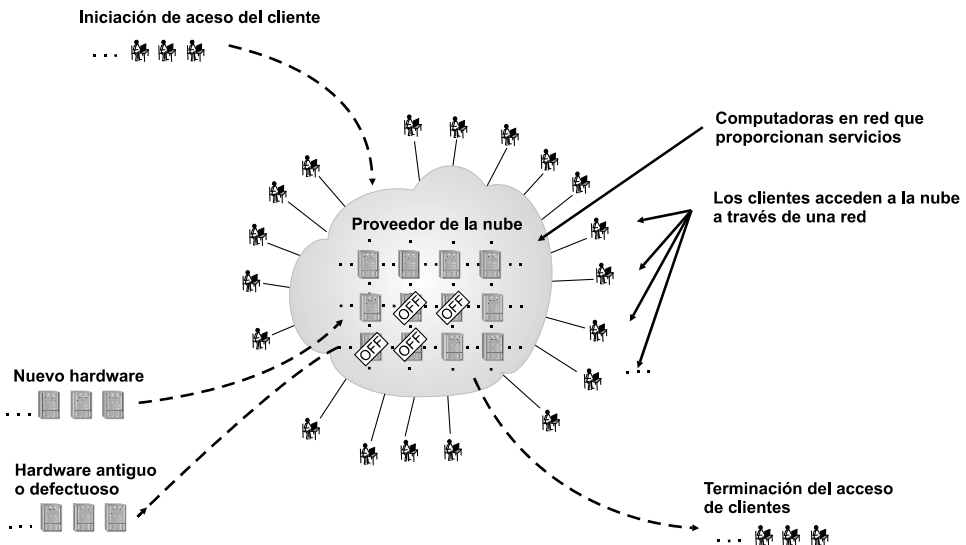 Iniciación de aceso del cliente
Computadoras en red que
proporcionan servicios
Los clientes acceden a la nube
a través de una red
Proveedor de la nube
OFF
OFF
OFF
OFF
Nuevo hardware
Hardware antiguo
o defectuoso
Terminación del acceso
de clientes